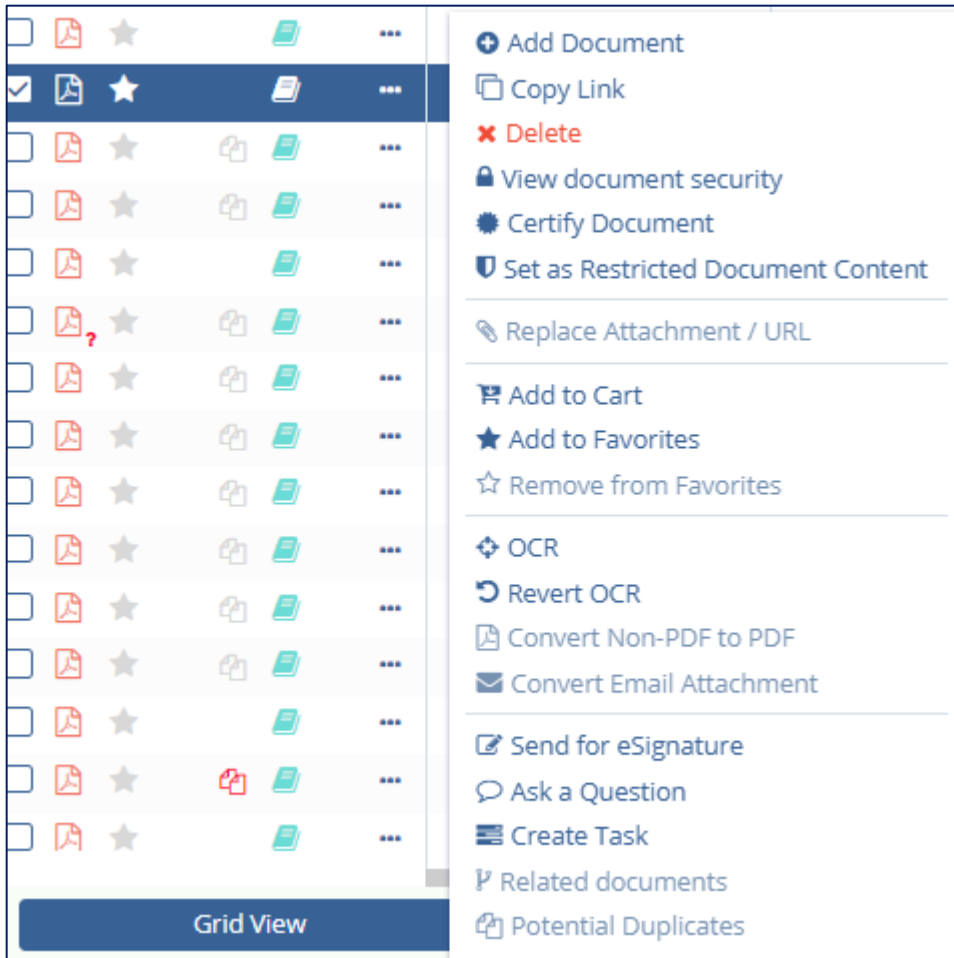 Add Document
Copy Link
Delete
View document security
Certify Document
Set as Restricted Document Content
?
Replace Attachment / URL
Add to Cart
Add to Favorites
Remove from Favorites
OCR
Revert OCR
Convert Non-PDF to PDF
Convert Email Attachment
Send for eSignature
Ask a Question
Create Task
Related documents
Grid View
Potential Duplicates